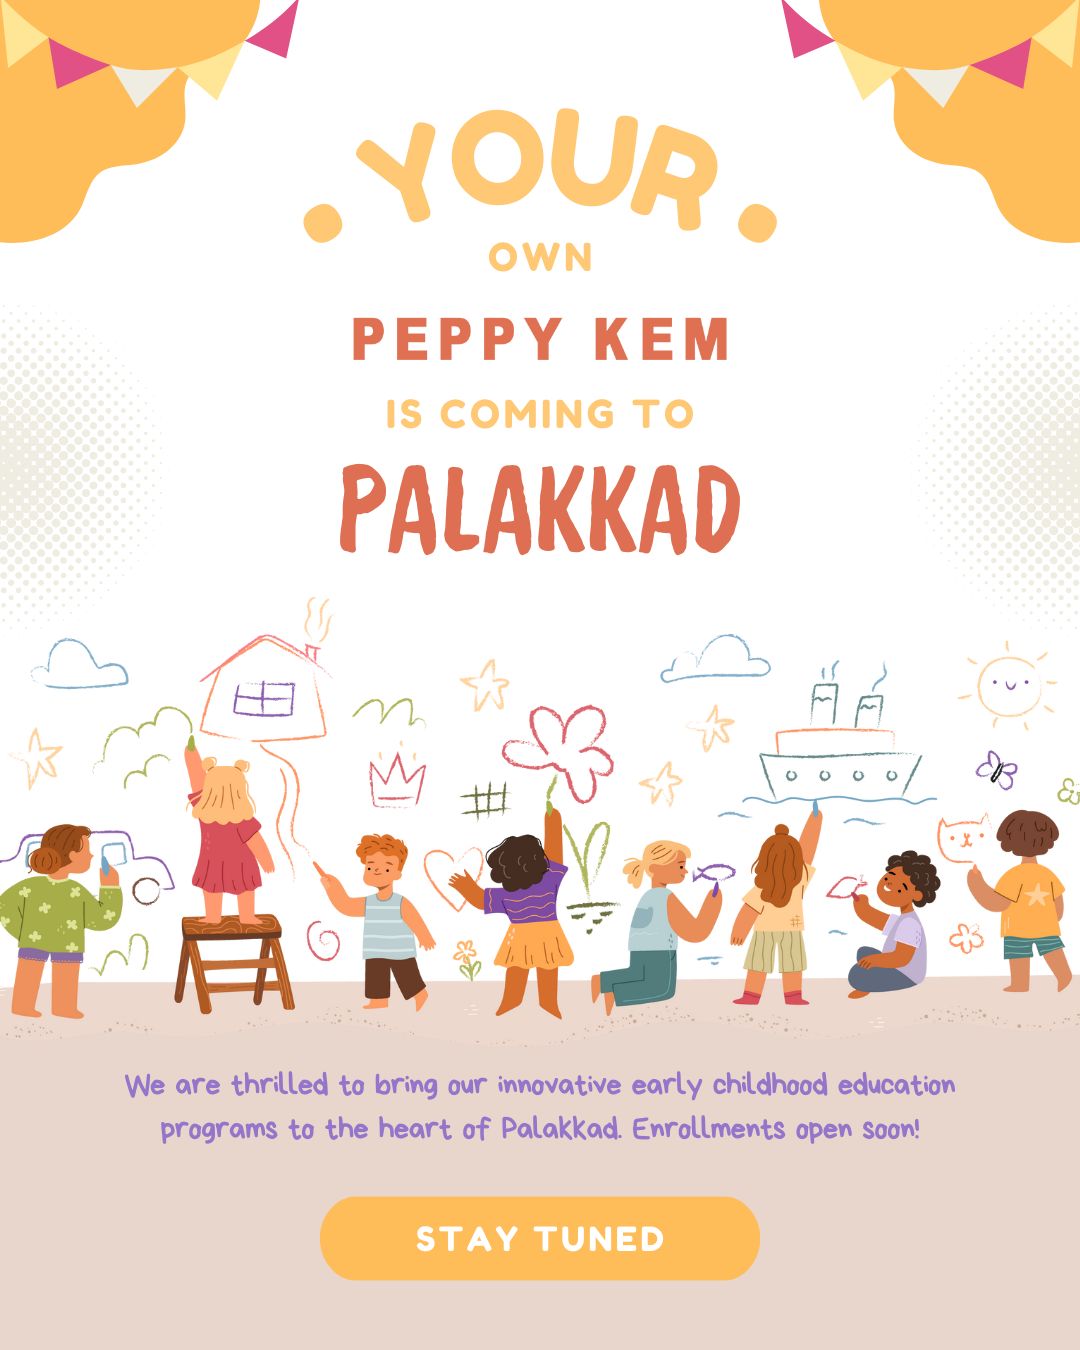 YOUR
OWN
PEPPY KEM
IS COMING TO
PALAKKAD
We are thrilled to bring our innovative early childhood education
programs to the heart of Palakkad. Enrollments open soon!
STAY TUNED